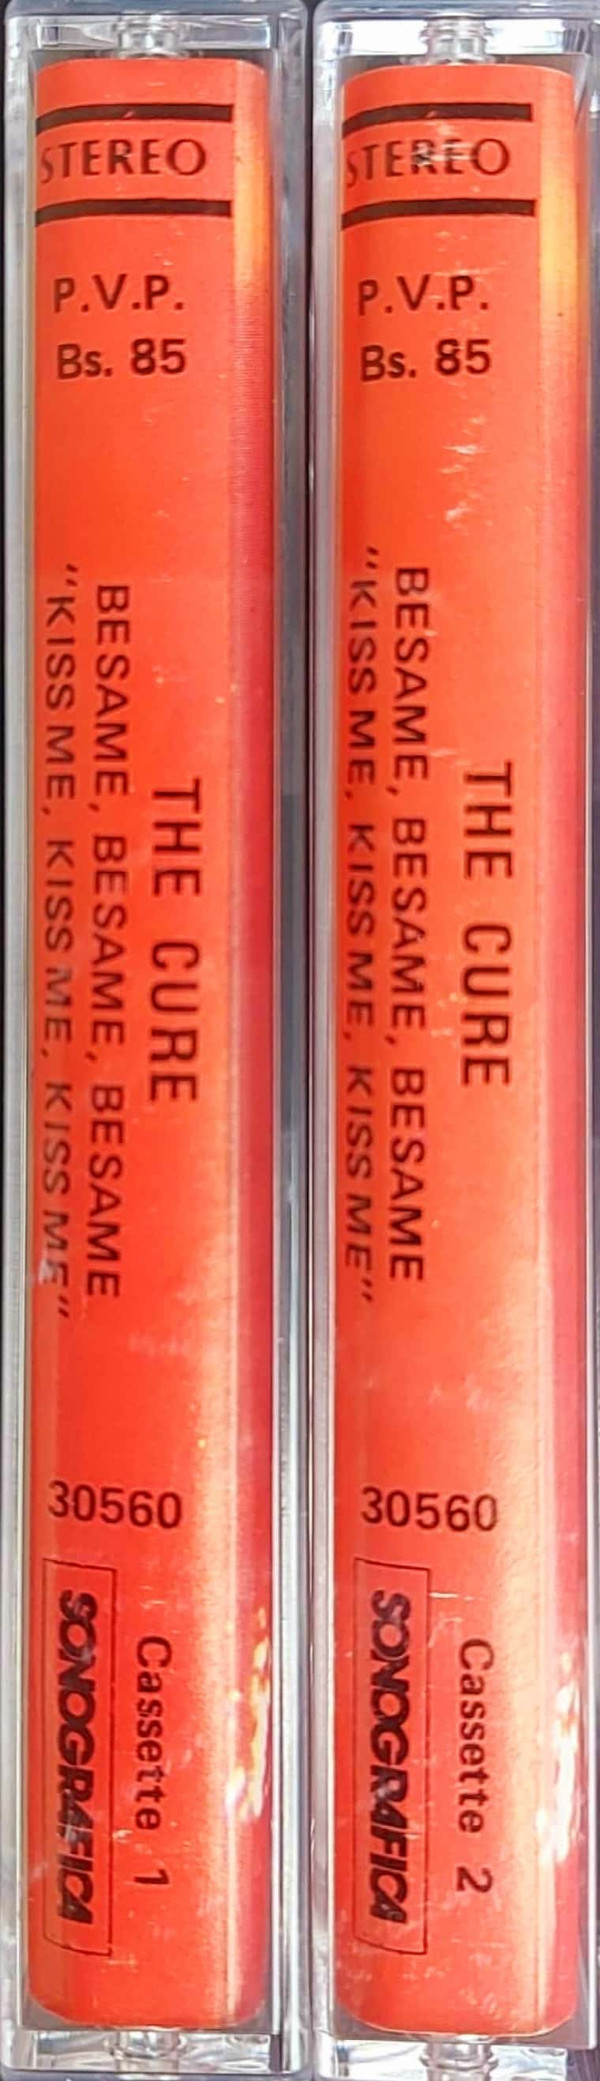 STEREO
P.V.P.
Bs. 85
THE CURE
BESAME, BESAME, BESAME
"KISS ME, KISS ME, KISS ME"
30560
Cassette 1
SONOGRAFICA
STEREO
P.V.P.
Bs. 85
THE CURE
BESAME, BESAME, BESAME
"KISS ME, KISS ME, KISS ME"
30560
Cassette 2
SONOGRAFICA